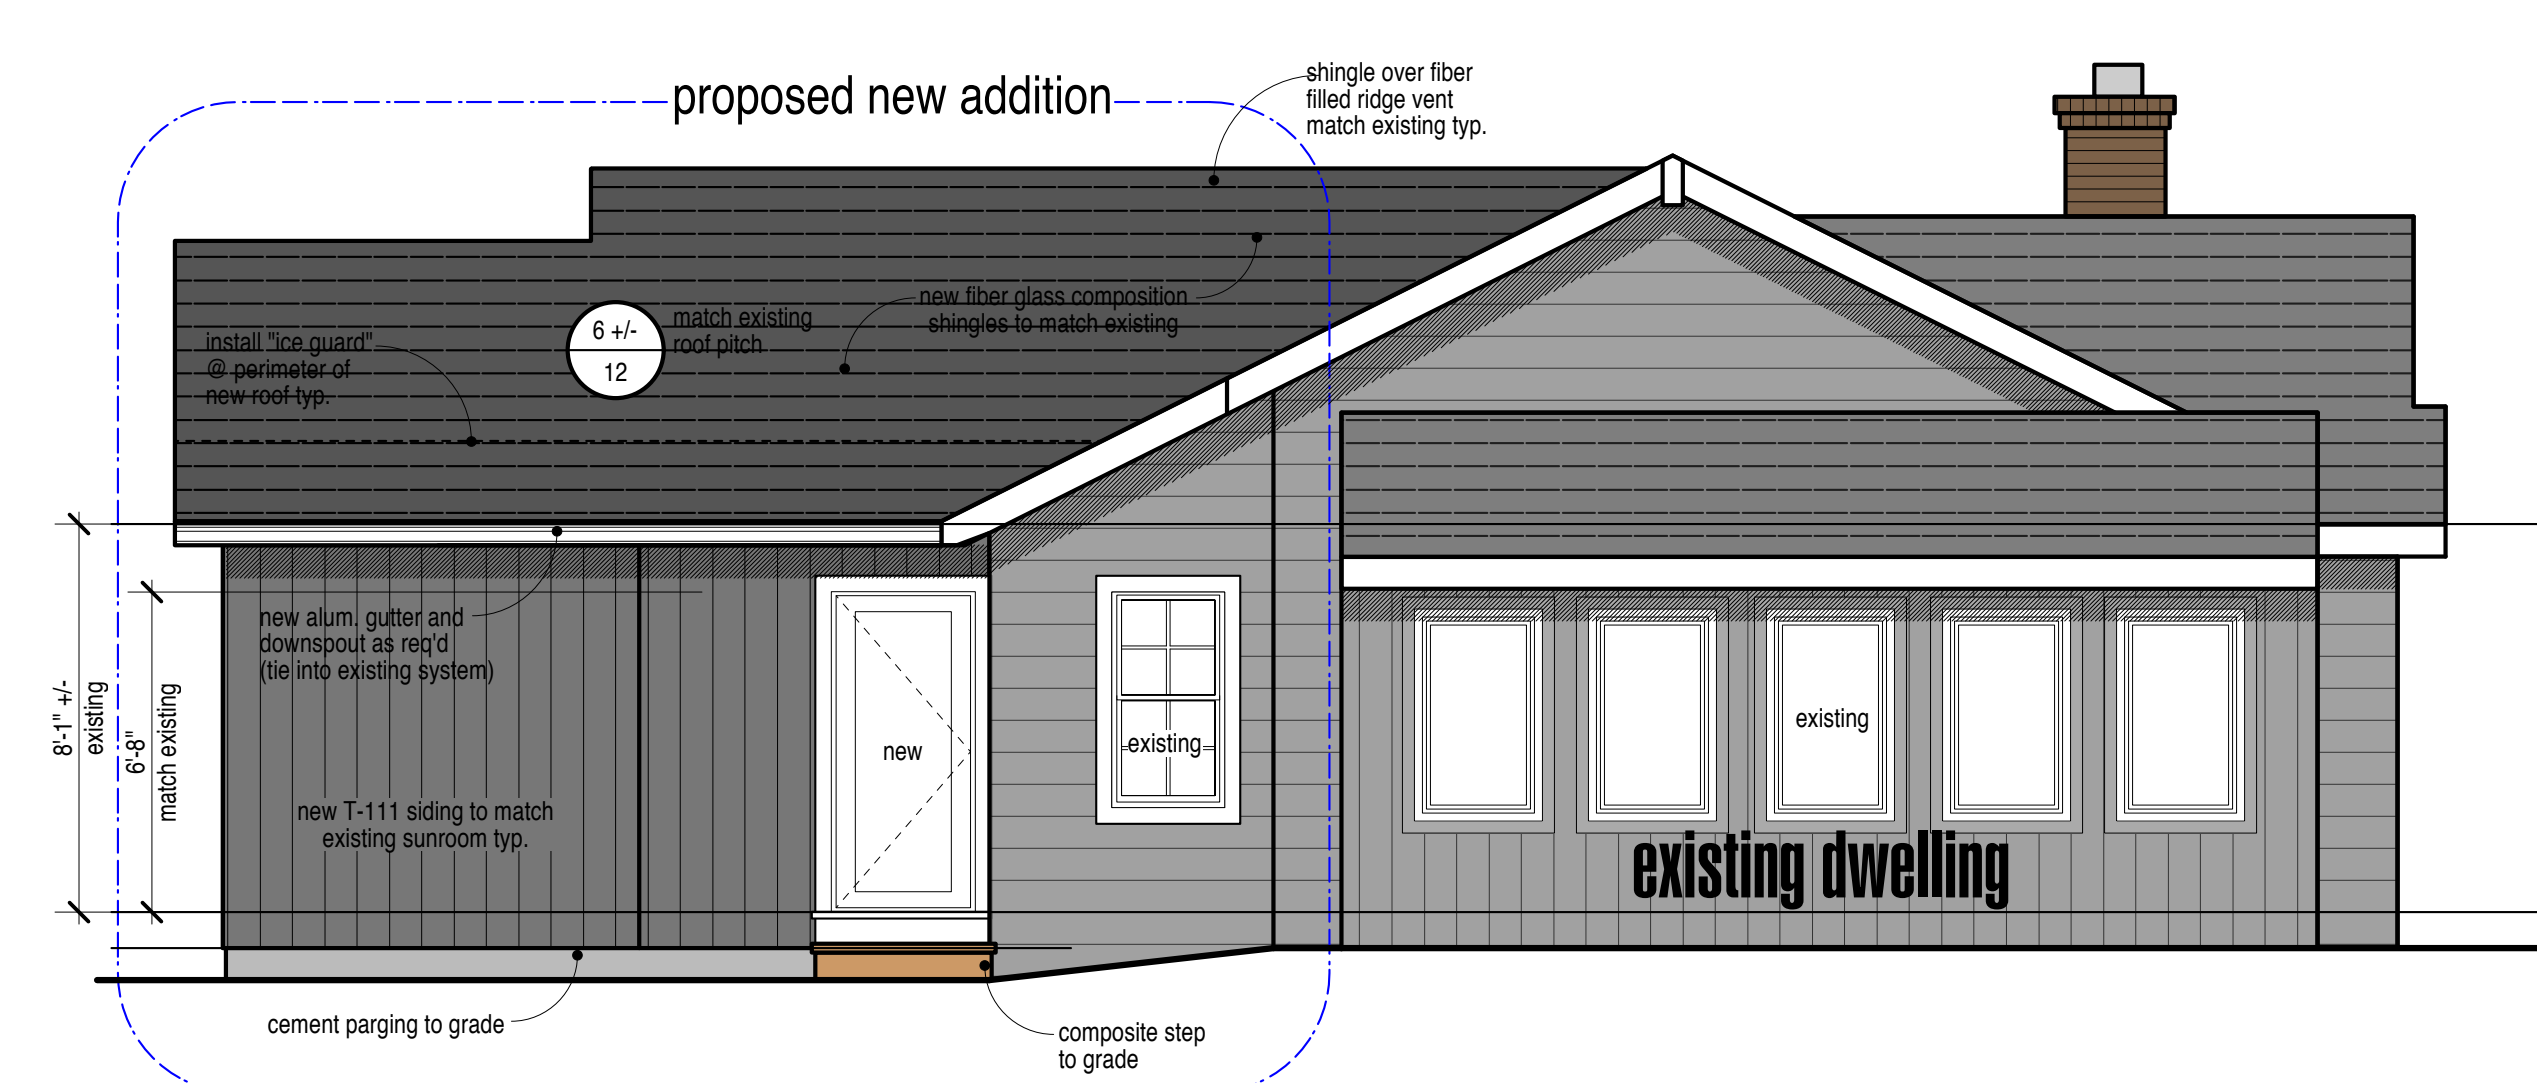 proposed new addition
shingle over fiber
filled ridge vent
match existing typ.
new fiber glass composition
shingles to match existing
6 +/-
12
match existing
roof pitch
install "ice guard"
@ perimeter of
new roof typ.
new alum. gutter and
downspout as req'd
(tie into existing system)
8'-1" +/-
existing
6'-8"
match existing
new
existing
existing
new T-111 siding to match
existing sunroom typ.
existing dwelling
cement parging to grade
composite step
to grade